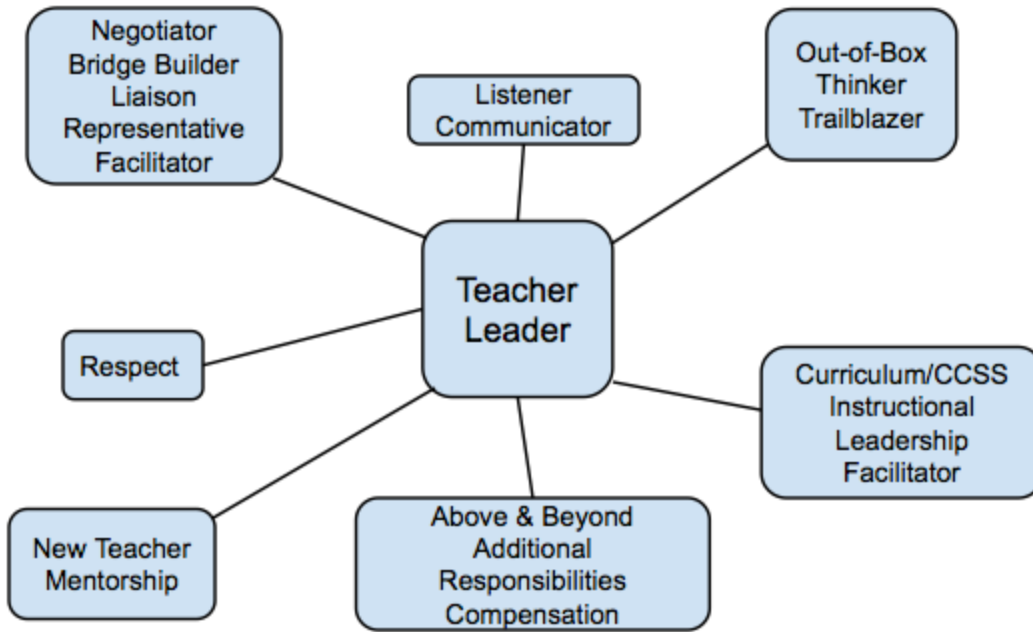 Negotiator
Bridge Builder
Liaison
Representative
Facilitator
Listener
Communicator
Out-of-Box
Thinker
Trailblazer
Teacher
Leader
Respect
Curriculum/CCSS
Instructional
Leadership
Facilitator
New Teacher
Mentorship
Above & Beyond
Additional
Responsibilities
Compensation